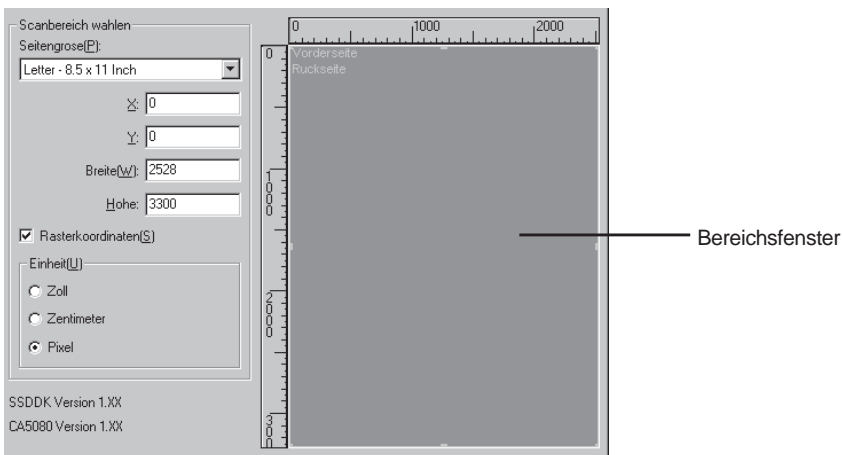 Scanbereich wahlen
Seitengrose(P):
Letter - 8.5 x 11 Inch
X: 0
Y: 0
Breite(W): 2528
Hohe: 3300
Rasterkoordinaten(S)
Einheit(U)
Zoll
Zentimeter
Pixel
SSDDK Version 1.XX
CA5080 Version 1.XX
0 1000 2000
0
1000
2000
300
Vorderseite
Ruckseite
Bereichsfenster